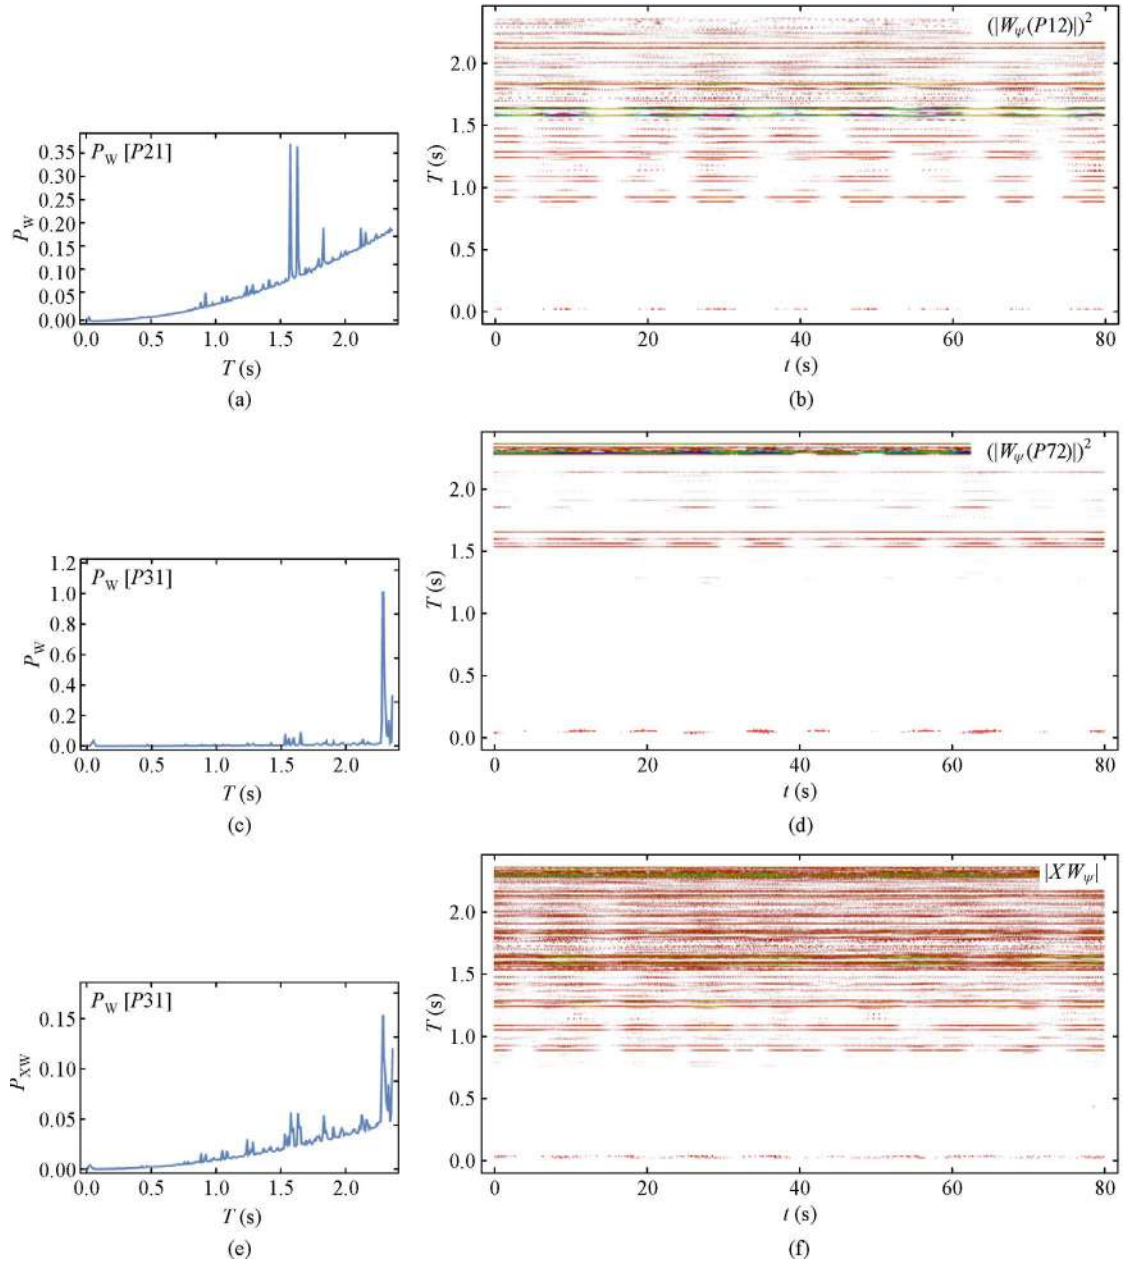 P_W [P21]
P_W
0.35
0.30
0.25
0.20
0.15
0.10
0.05
0.00
0.0 0.5 1.0 1.5 2.0
T (s)
(a)
(|W_ψ(P12)|)^2
T (s)
2.0
1.5
1.0
0.5
0.0
0 20 40 60 80
t (s)
(b)
P_W [P31]
P_W
1.2
1.0
0.8
0.6
0.4
0.2
0.0
0.0 0.5 1.0 1.5 2.0
T (s)
(c)
(|W_ψ(P72)|)^2
T (s)
2.0
1.5
1.0
0.5
0.0
0 20 40 60 80
t (s)
(d)
P_W [P31]
P_XW
0.15
0.10
0.05
0.00
0.0 0.5 1.0 1.5 2.0
T (s)
(e)
|XW_ψ|
T (s)
2.0
1.5
1.0
0.5
0.0
0 20 40 60 80
t (s)
(f)